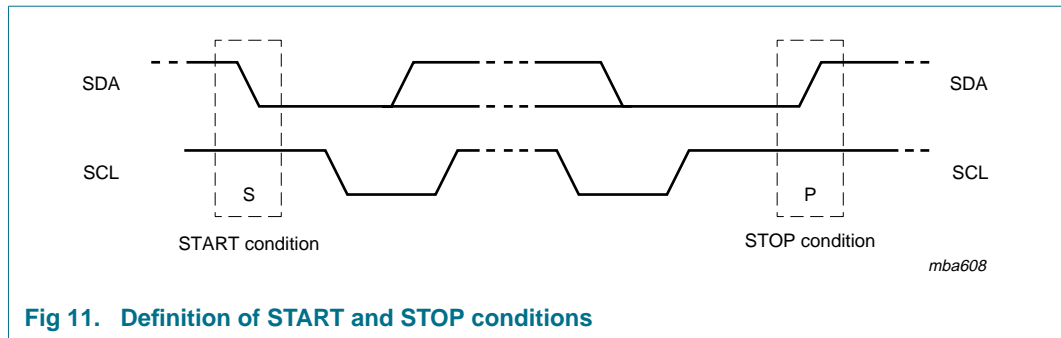 SDA SDA
SCL SCL
S P
START condition STOP condition
mba608
Fig 11. Definition of START and STOP conditions